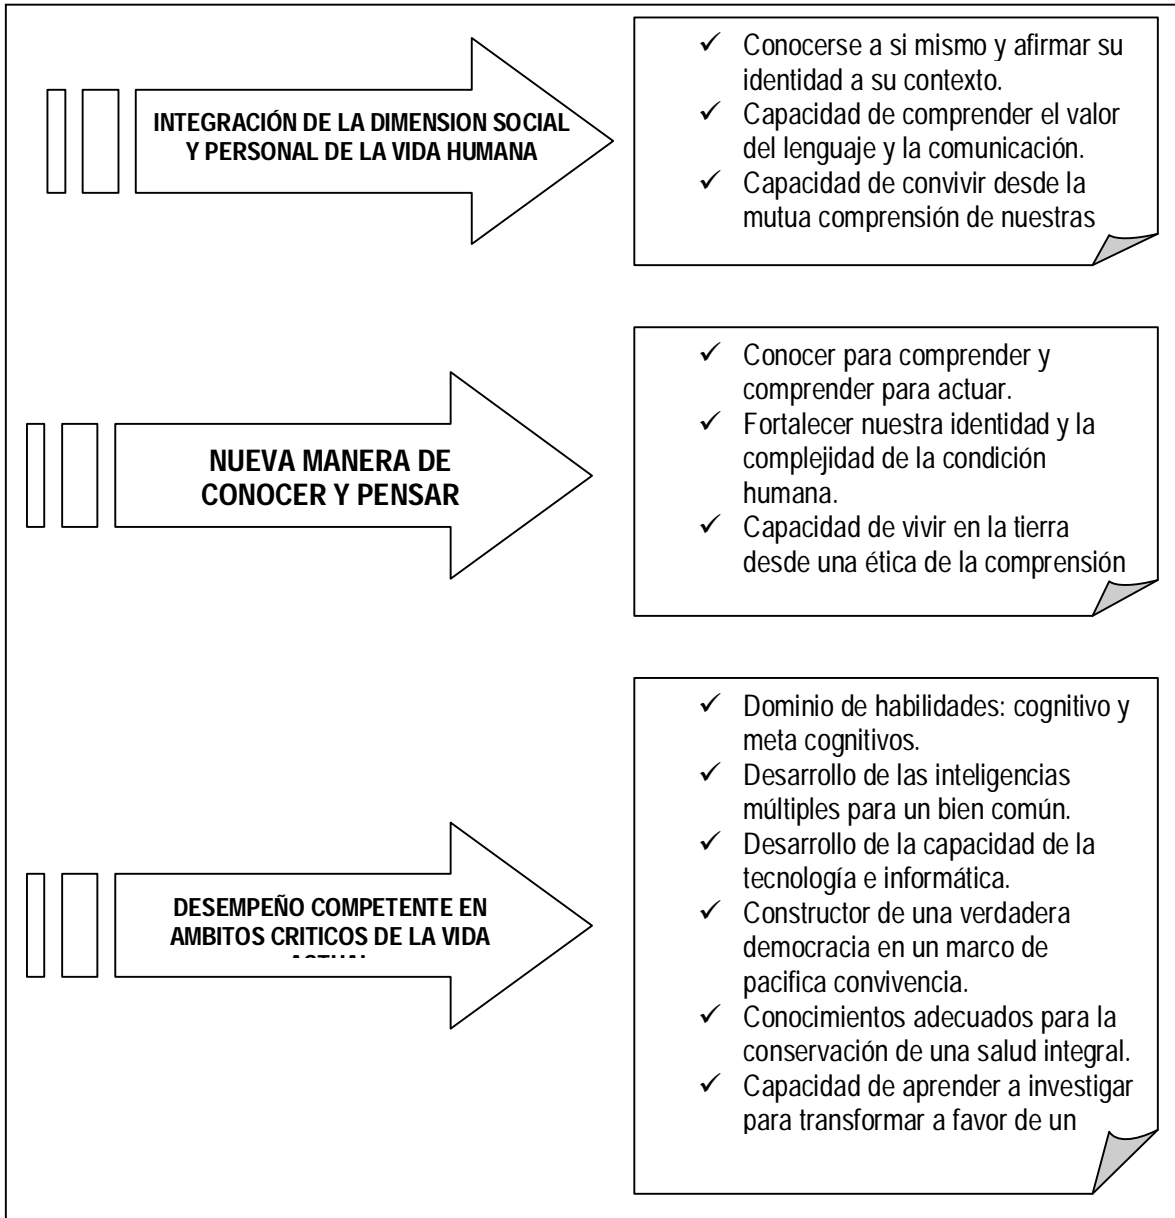 INTEGRACIÓN DE LA DIMENSION SOCIAL
Y PERSONAL DE LA VIDA HUMANA
✓ Conocerse a si mismo y afirmar su
identidad a su contexto.
✓ Capacidad de comprender el valor
del lenguaje y la comunicación.
✓ Capacidad de convivir desde la
mutua comprensión de nuestras
NUEVA MANERA DE
CONOCER Y PENSAR
✓ Conocer para comprender y
comprender para actuar.
✓ Fortalecer nuestra identidad y la
complejidad de la condición
humana.
✓ Capacidad de vivir en la tierra
desde una ética de la comprensión
DESEMPEÑO COMPETENTE EN
AMBITOS CRITICOS DE LA VIDA
ACTUAL
✓ Dominio de habilidades: cognitivo y
meta cognitivos.
✓ Desarrollo de las inteligencias
múltiples para un bien común.
✓ Desarrollo de la capacidad de la
tecnología e informática.
✓ Constructor de una verdadera
democracia en un marco de
pacifica convivencia.
✓ Conocimientos adecuados para la
conservación de una salud integral.
✓ Capacidad de aprender a investigar
para transformar a favor de un